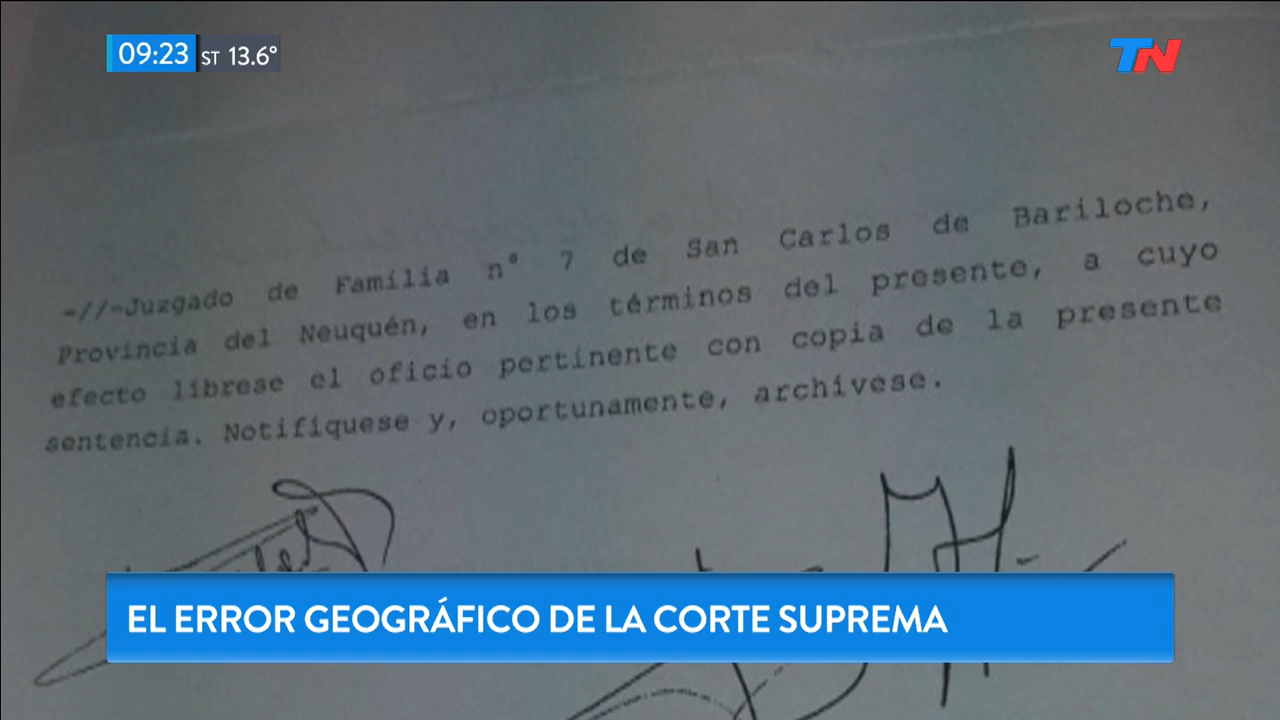 09:23 ST 13.6°
TN
-//-Juzgado de Familia n° 7 de San Carlos de Bariloche,
Provincia del Neuquén, en los términos del presente, a cuyo
efecto líbrese el oficio pertinente con copia de la presente
sentencia. Notifíquese y, oportunamente, archívese.
EL ERROR GEOGRÁFICO DE LA CORTE SUPREMA